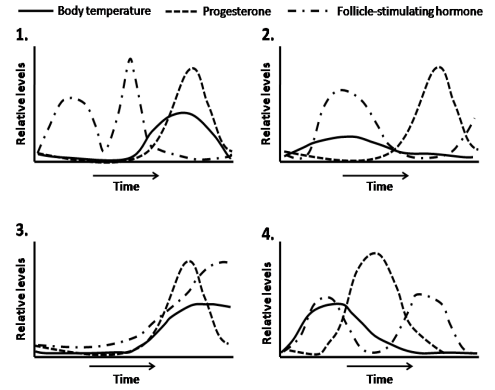 Body temperature Progesterone Follicle-stimulating hormone
1. 2.
Relative levels Relative levels
Time Time
3. 4.
Relative levels Relative levels
Time Time